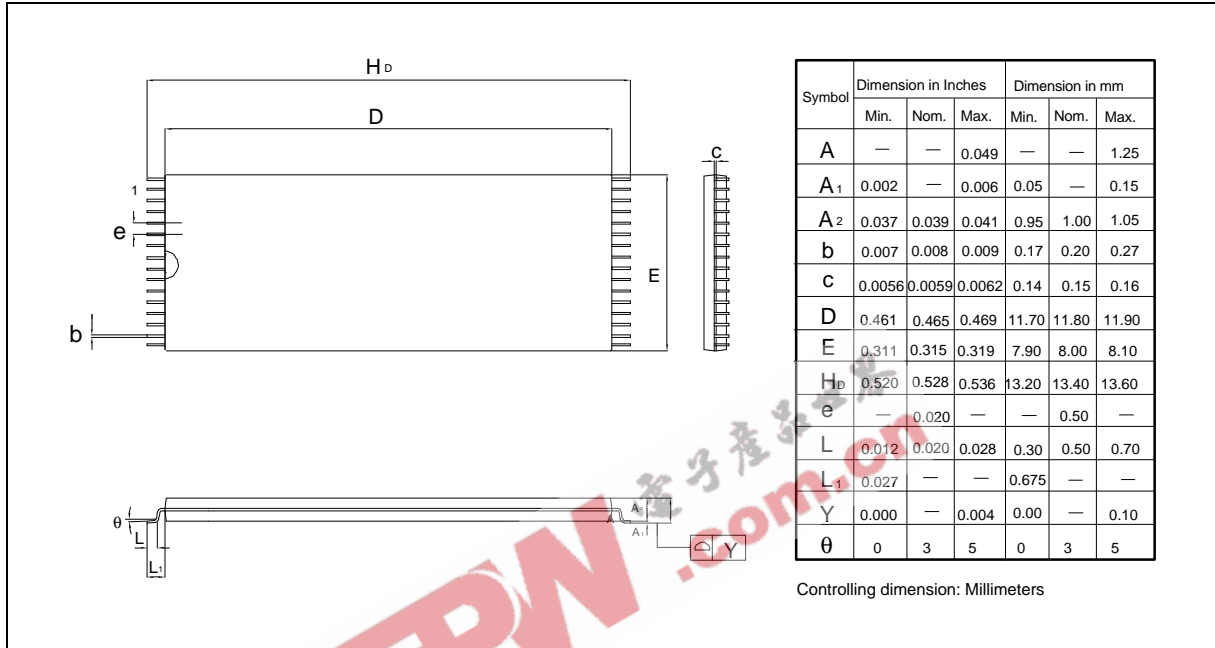 H D
D
1
e
b
E
c
θ
L
L1
A2
A
A1
Y
Symbol Dimension in Inches Dimension in mm
Min. Nom. Max. Min. Nom. Max.
A — — 0.049 — — 1.25
A1 0.002 — 0.006 0.05 — 0.15
A2 0.037 0.039 0.041 0.95 1.00 1.05
b 0.007 0.008 0.009 0.17 0.20 0.27
c 0.0056 0.0059 0.0062 0.14 0.15 0.16
D 0.461 0.465 0.469 11.70 11.80 11.90
E 0.311 0.315 0.319 7.90 8.00 8.10
HD 0.520 0.528 0.536 13.20 13.40 13.60
e — 0.020 — — 0.50 —
L 0.012 0.020 0.028 0.30 0.50 0.70
L1 0.027 — — 0.675 — —
Y 0.000 — 0.004 0.00 — 0.10
θ 0 3 5 0 3 5
Controlling dimension: Millimeters
電子產品世界
.com.cn